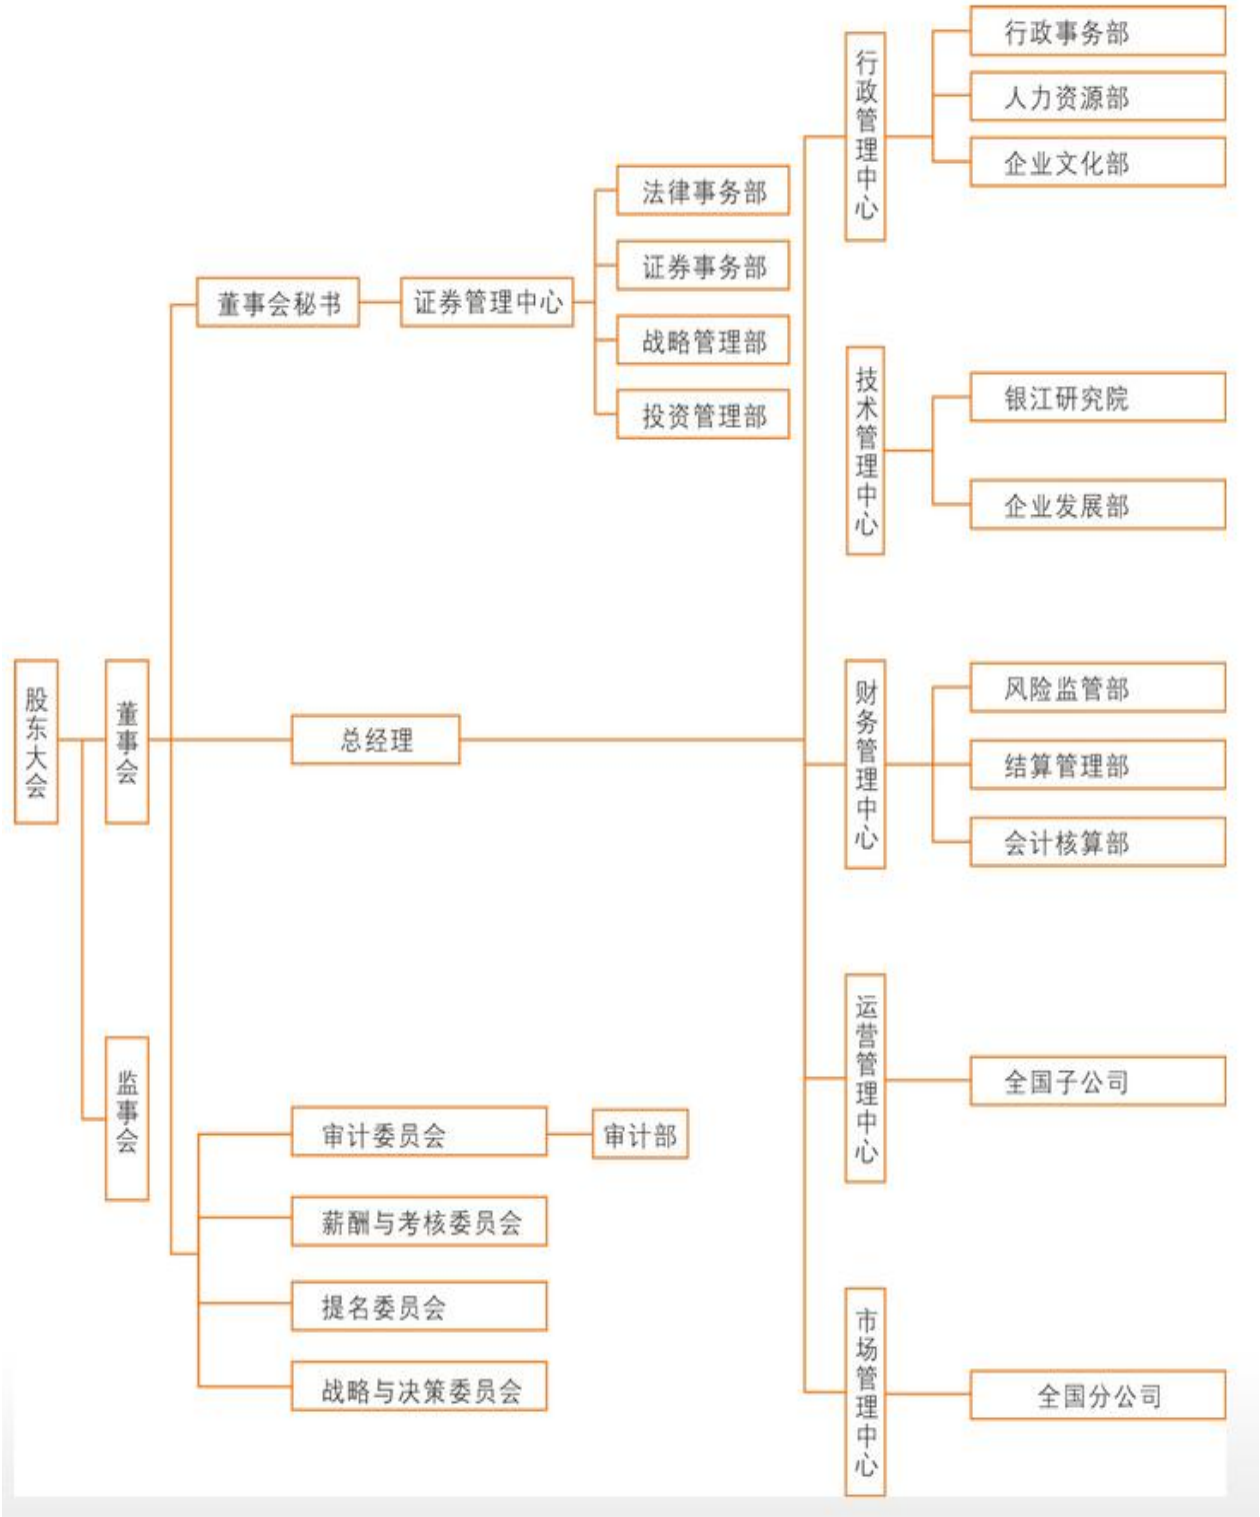 股东大会
董事会
监事会
董事会秘书
证券管理中心
法律事务部
证券事务部
战略管理部
投资管理部
总经理
审计委员会
审计部
薪酬与考核委员会
提名委员会
战略与决策委员会
行政管理中心
行政事务部
人力资源部
企业文化部
技术管理中心
银江研究院
企业发展部
财务管理中心
风险监管部
结算管理部
会计核算部
运营管理中心
全国子公司
市场管理中心
全国分公司